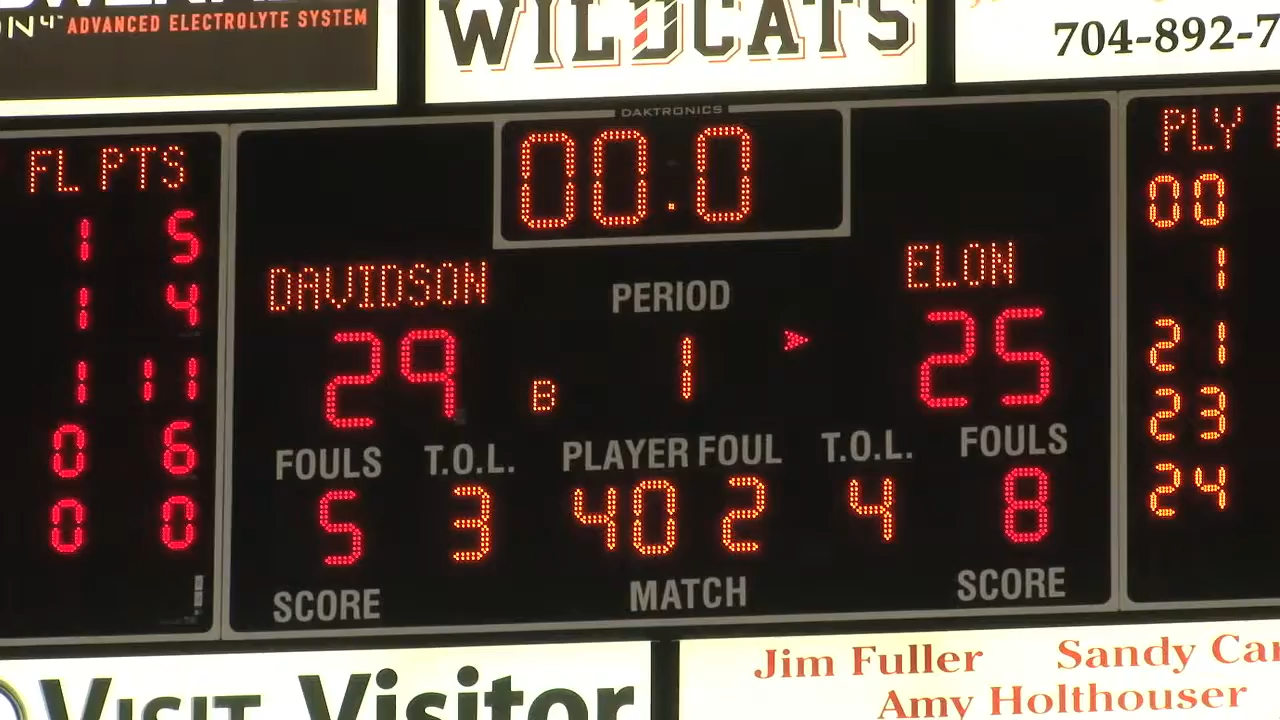 ADVANCED ELECTROLYTE SYSTEM
WILDCATS
704-892-7
DAKTRONICS
00.0
FL PTS
1 5
1 4
1 11
0 6
0 0
DAVIDSON
29
PERIOD
1
B
ELON
25
FOULS T.O.L. PLAYER FOUL T.O.L. FOULS
5 3 40 2 4 8
SCORE MATCH SCORE
PLY
00
1
21
23
24
VISIT Visitor
Jim Fuller Sandy Car
Amy Holthouser